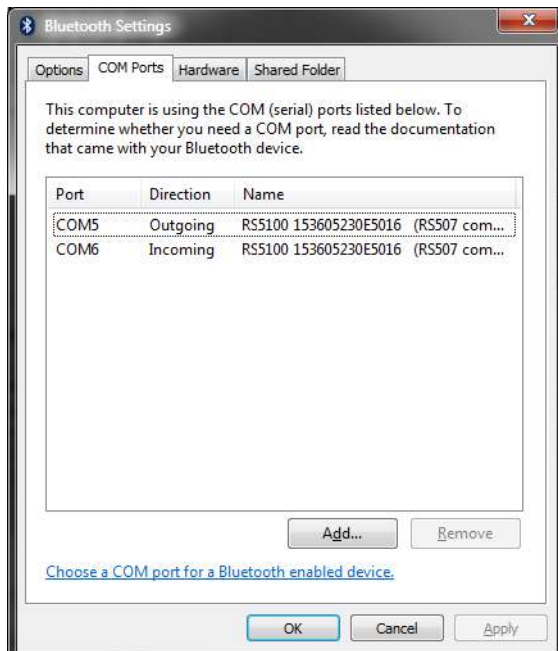 Bluetooth Settings
Options COM Ports Hardware Shared Folder
This computer is using the COM (serial) ports listed below. To
determine whether you need a COM port, read the documentation
that came with your Bluetooth device.
Port Direction Name
COM5 Outgoing RS5100 153605230E5016 (RS507 com...
COM6 Incoming RS5100 153605230E5016 (RS507 com...
Add... Remove
Choose a COM port for a Bluetooth enabled device.
OK Cancel Apply